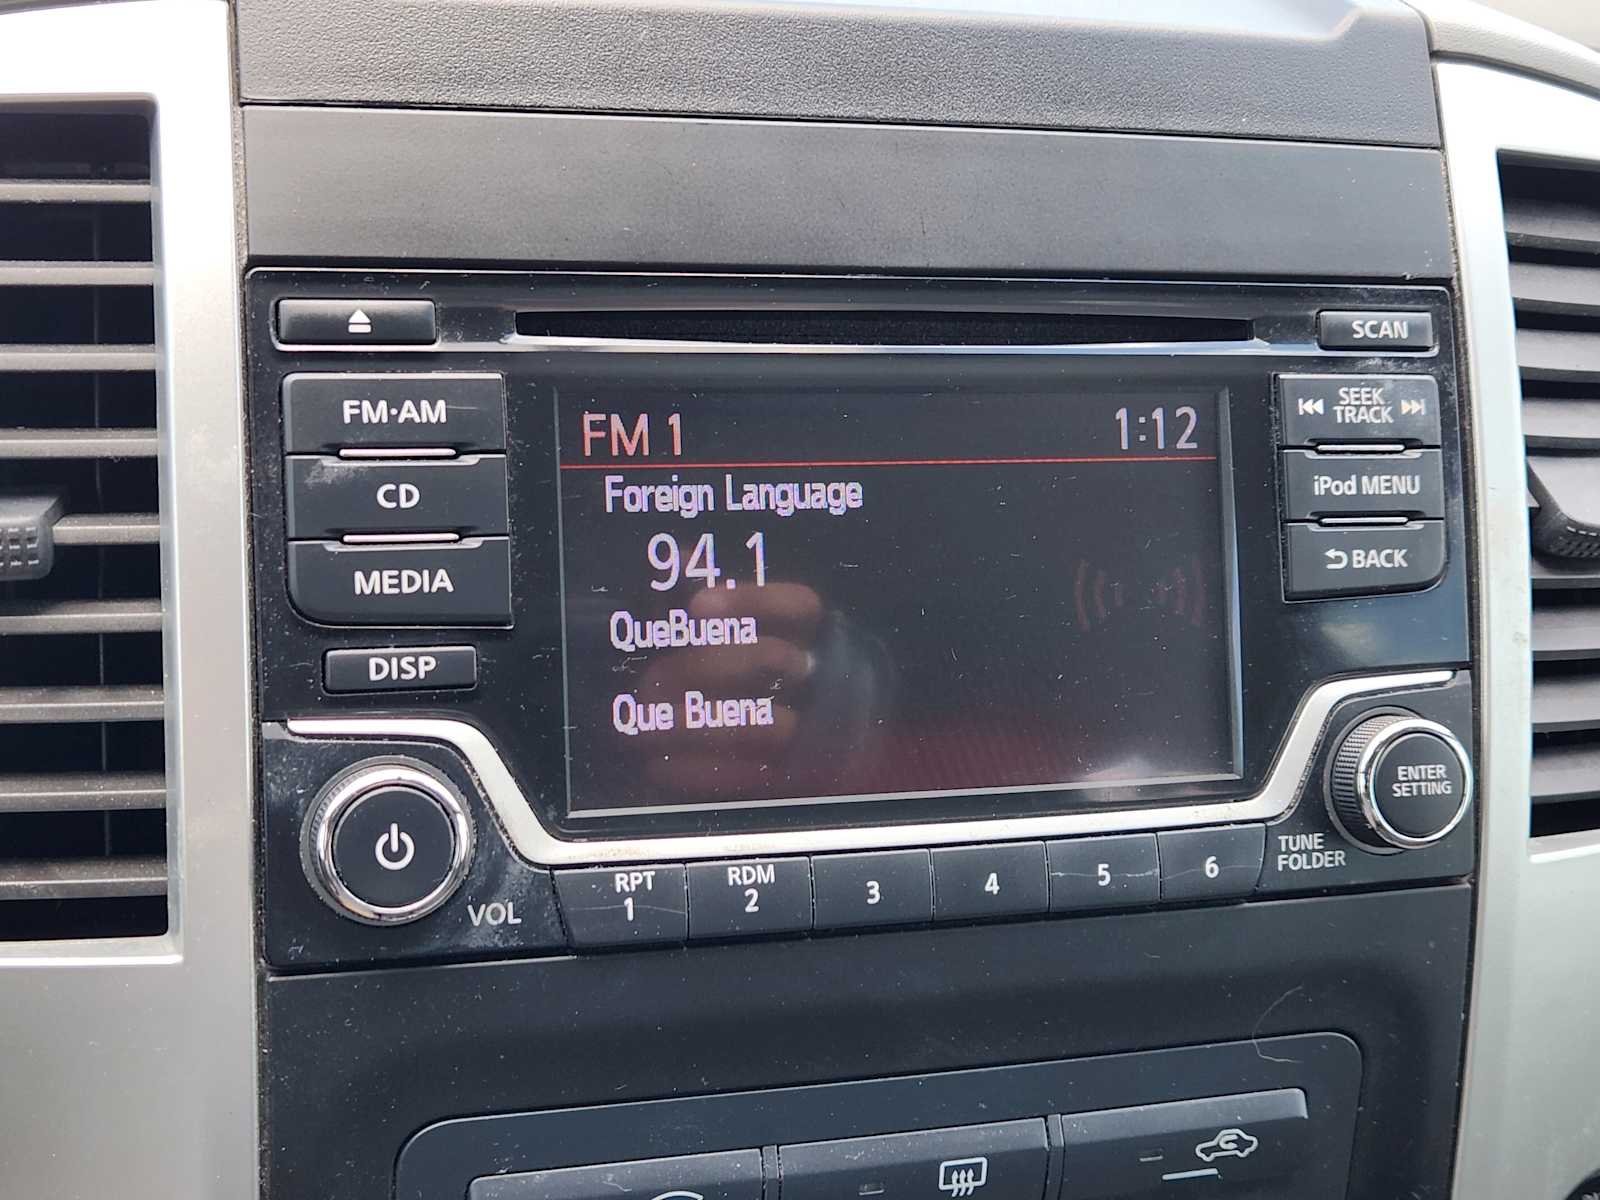 SCAN
FM·AM
CD
MEDIA
DISP
FM 1 1:12
Foreign Language
94.1
QueBuena
Que Buena
SEEK
TRACK
iPod MENU
BACK
VOL
RPT
1
RDM
2
3
4
5
6
TUNE
FOLDER
ENTER
SETTING